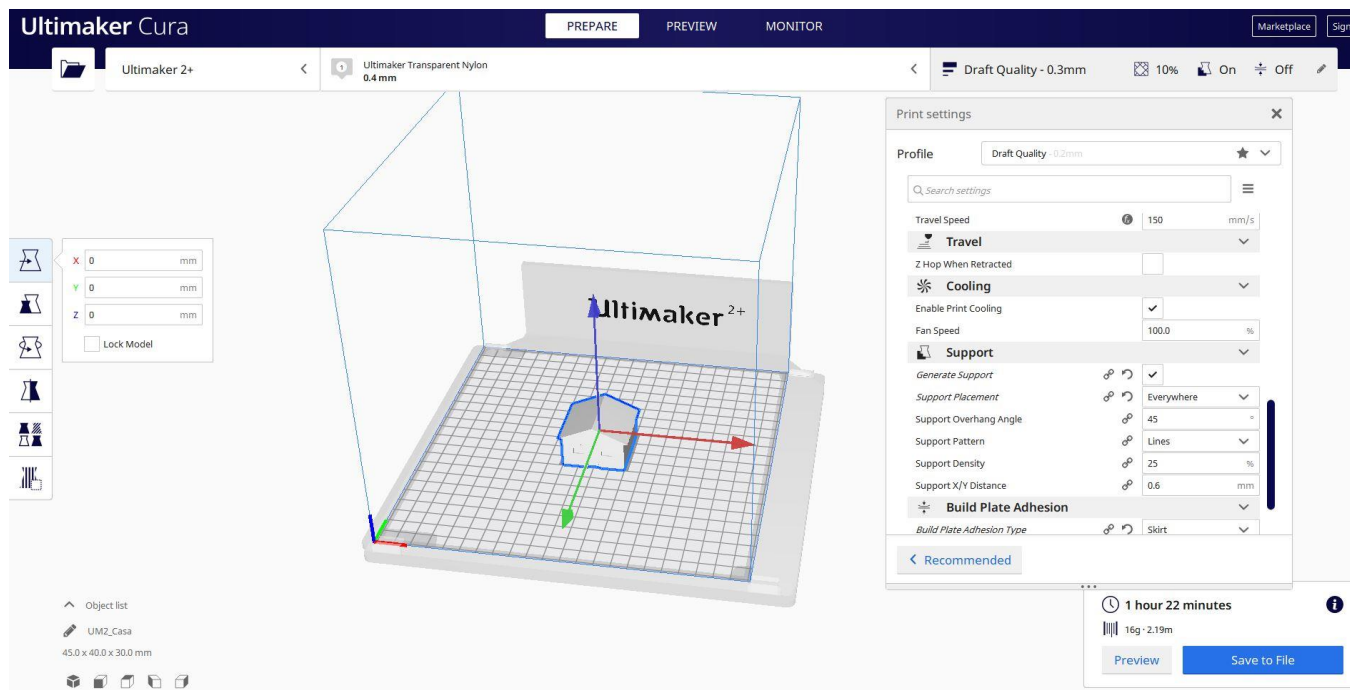 Ultimaker Cura
PREPARE PREVIEW MONITOR
Marketplace
Sign
Ultimaker 2+
1
Ultimaker Transparent Nylon
0.4 mm
Draft Quality - 0.3mm 10% On Off
Print settings
Profile Draft Quality - 0.2mm
Search settings
Travel Speed 150 mm/s
Travel
Z Hop When Retracted
Cooling
Enable Print Cooling
Fan Speed 100.0 %
Support
Generate Support
Support Placement Everywhere
Support Overhang Angle 45 °
Support Pattern Lines
Support Density 25 %
Support X/Y Distance 0.6 mm
Build Plate Adhesion
Build Plate Adhesion Type Skirt
Recommended
X 0 mm
Y 0 mm
Z 0 mm
Lock Model
Ultimaker 2+
Object list
UM2_Casa
45.0 x 40.0 x 30.0 mm
1 hour 22 minutes
16g · 2.19m
Preview Save to File